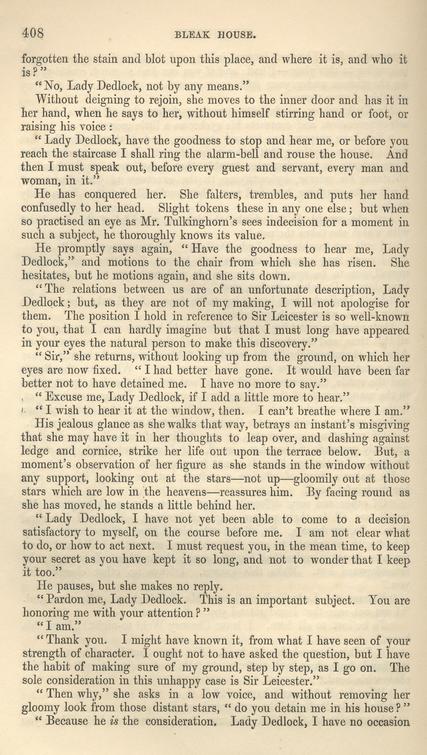 408 BLEAK HOUSE.
forgotten the stain and blot upon this place, and where it is, and who it
is?"
"No, Lady Dedlock, not by any means."
Without deigning to rejoin, she moves to the inner door and has it in
her hand, when he says to her, without himself stirring hand or foot, or
raising his voice:
"Lady Dedlock, have the goodness to stop and hear me, or before you
reach the staircase I shall ring the alarm-bell and rouse the house. And
then I must speak out, before every guest and servant, every man and
woman, in it."
He has conquered her. She falters, trembles, and puts her hand
confusedly to her head. Slight tokens these in any one else; but when
so practised an eye as Mr. Tulkinghorn's sees indecision for a moment in
such a subject, he thoroughly knows its value.
He promptly says again, "Have the goodness to hear me, Lady
Dedlock," and motions to the chair from which she has risen. She
hesitates, but he motions again, and she sits down.
"The relations between us are of an unfortunate description, Lady
Dedlock; but, as they are not of my making, I will not apologise for
them. The position I hold in reference to Sir Leicester is so well-known
to you, that I can hardly imagine but that I must long have appeared
in your eyes the natural person to make this discovery."
"Sir," she returns, without looking up from the ground, on which her
eyes are now fixed. "I had better have gone. It would have been far
better not to have detained me. I have no more to say."
"Excuse me, Lady Dedlock, if I add a little more to hear."
"I wish to hear it at the window, then. I can't breathe where I am."
His jealous glance as she walks that way, betrays an instant's misgiving
that she may have it in her thoughts to leap over, and dashing against
ledge and cornice, strike her life out upon the terrace below. But, a
moment's observation of her figure as she stands in the window without
any support, looking out at the stars—not up—gloomily out at those
stars which are low in the heavens—reassures him. By facing round as
she has moved, he stands a little behind her.
"Lady Dedlock, I have not yet been able to come to a decision
satisfactory to myself, on the course before me. I am not clear what
to do, or how to act next. I must request you, in the mean time, to keep
your secret as you have kept it so long, and not to wonder that I keep
it too."
He pauses, but she makes no reply.
"Pardon me, Lady Dedlock. This is an important subject. You are
honoring me with your attention?"
"I am."
"Thank you. I might have known it, from what I have seen of your
strength of character. I ought not to have asked the question, but I have
the habit of making sure of my ground, step by step, as I go on. The
sole consideration in this unhappy case is Sir Leicester."
"Then why," she asks in a low voice, and without removing her
gloomy look from those distant stars, "do you detain me in his house?"
"Because he is the consideration. Lady Dedlock, I have no occasion